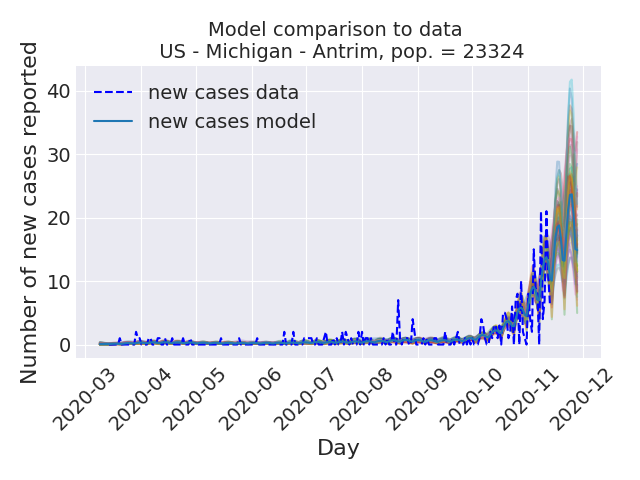 Model comparison to data
US - Michigan - Antrim, pop. = 23324
Number of new cases reported
40
30
20
10
0
new cases data
new cases model
2020-03
2020-04
2020-05
2020-06
2020-07
2020-08
2020-09
2020-10
2020-11
2020-12
Day